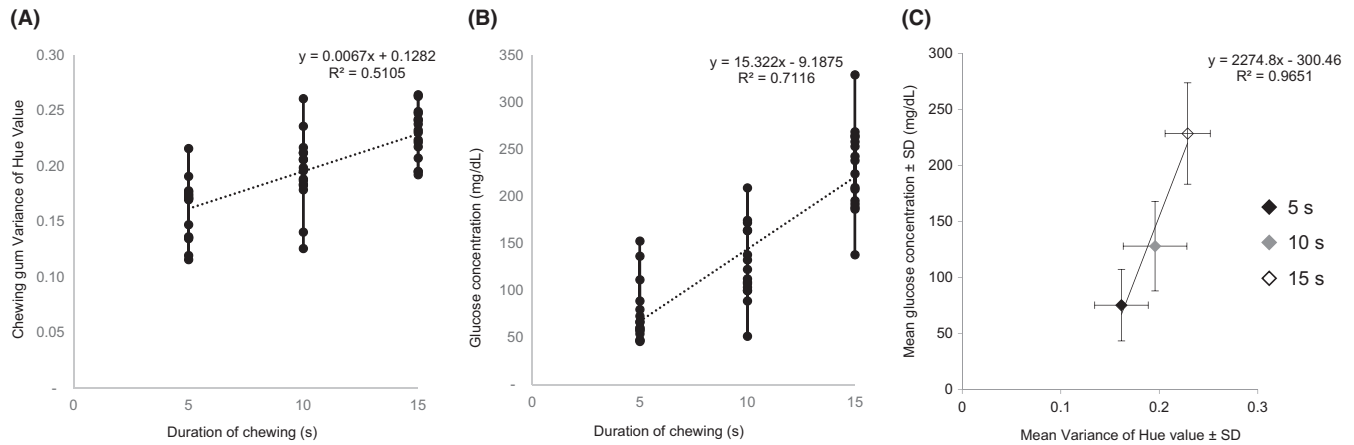 (A)
y = 0.0067x + 0.1282
R² = 0.5105
Chewing gum Variance of Hue Value
0.30
0.25
0.20
0.15
0.10
0.05
-
0 5 10 15
Duration of chewing (s)
(B)
y = 15.322x - 9.1875
R² = 0.7116
Glucose concentration (mg/dL)
350
300
250
200
150
100
50
-
0 5 10 15
Duration of chewing (s)
(C)
y = 2274.8x - 300.46
R² = 0.9651
Mean glucose concentration ± SD (mg/dL)
300
250
200
150
100
50
0
0 0.1 0.2 0.3
Mean Variance of Hue value ± SD
5 s
10 s
15 s